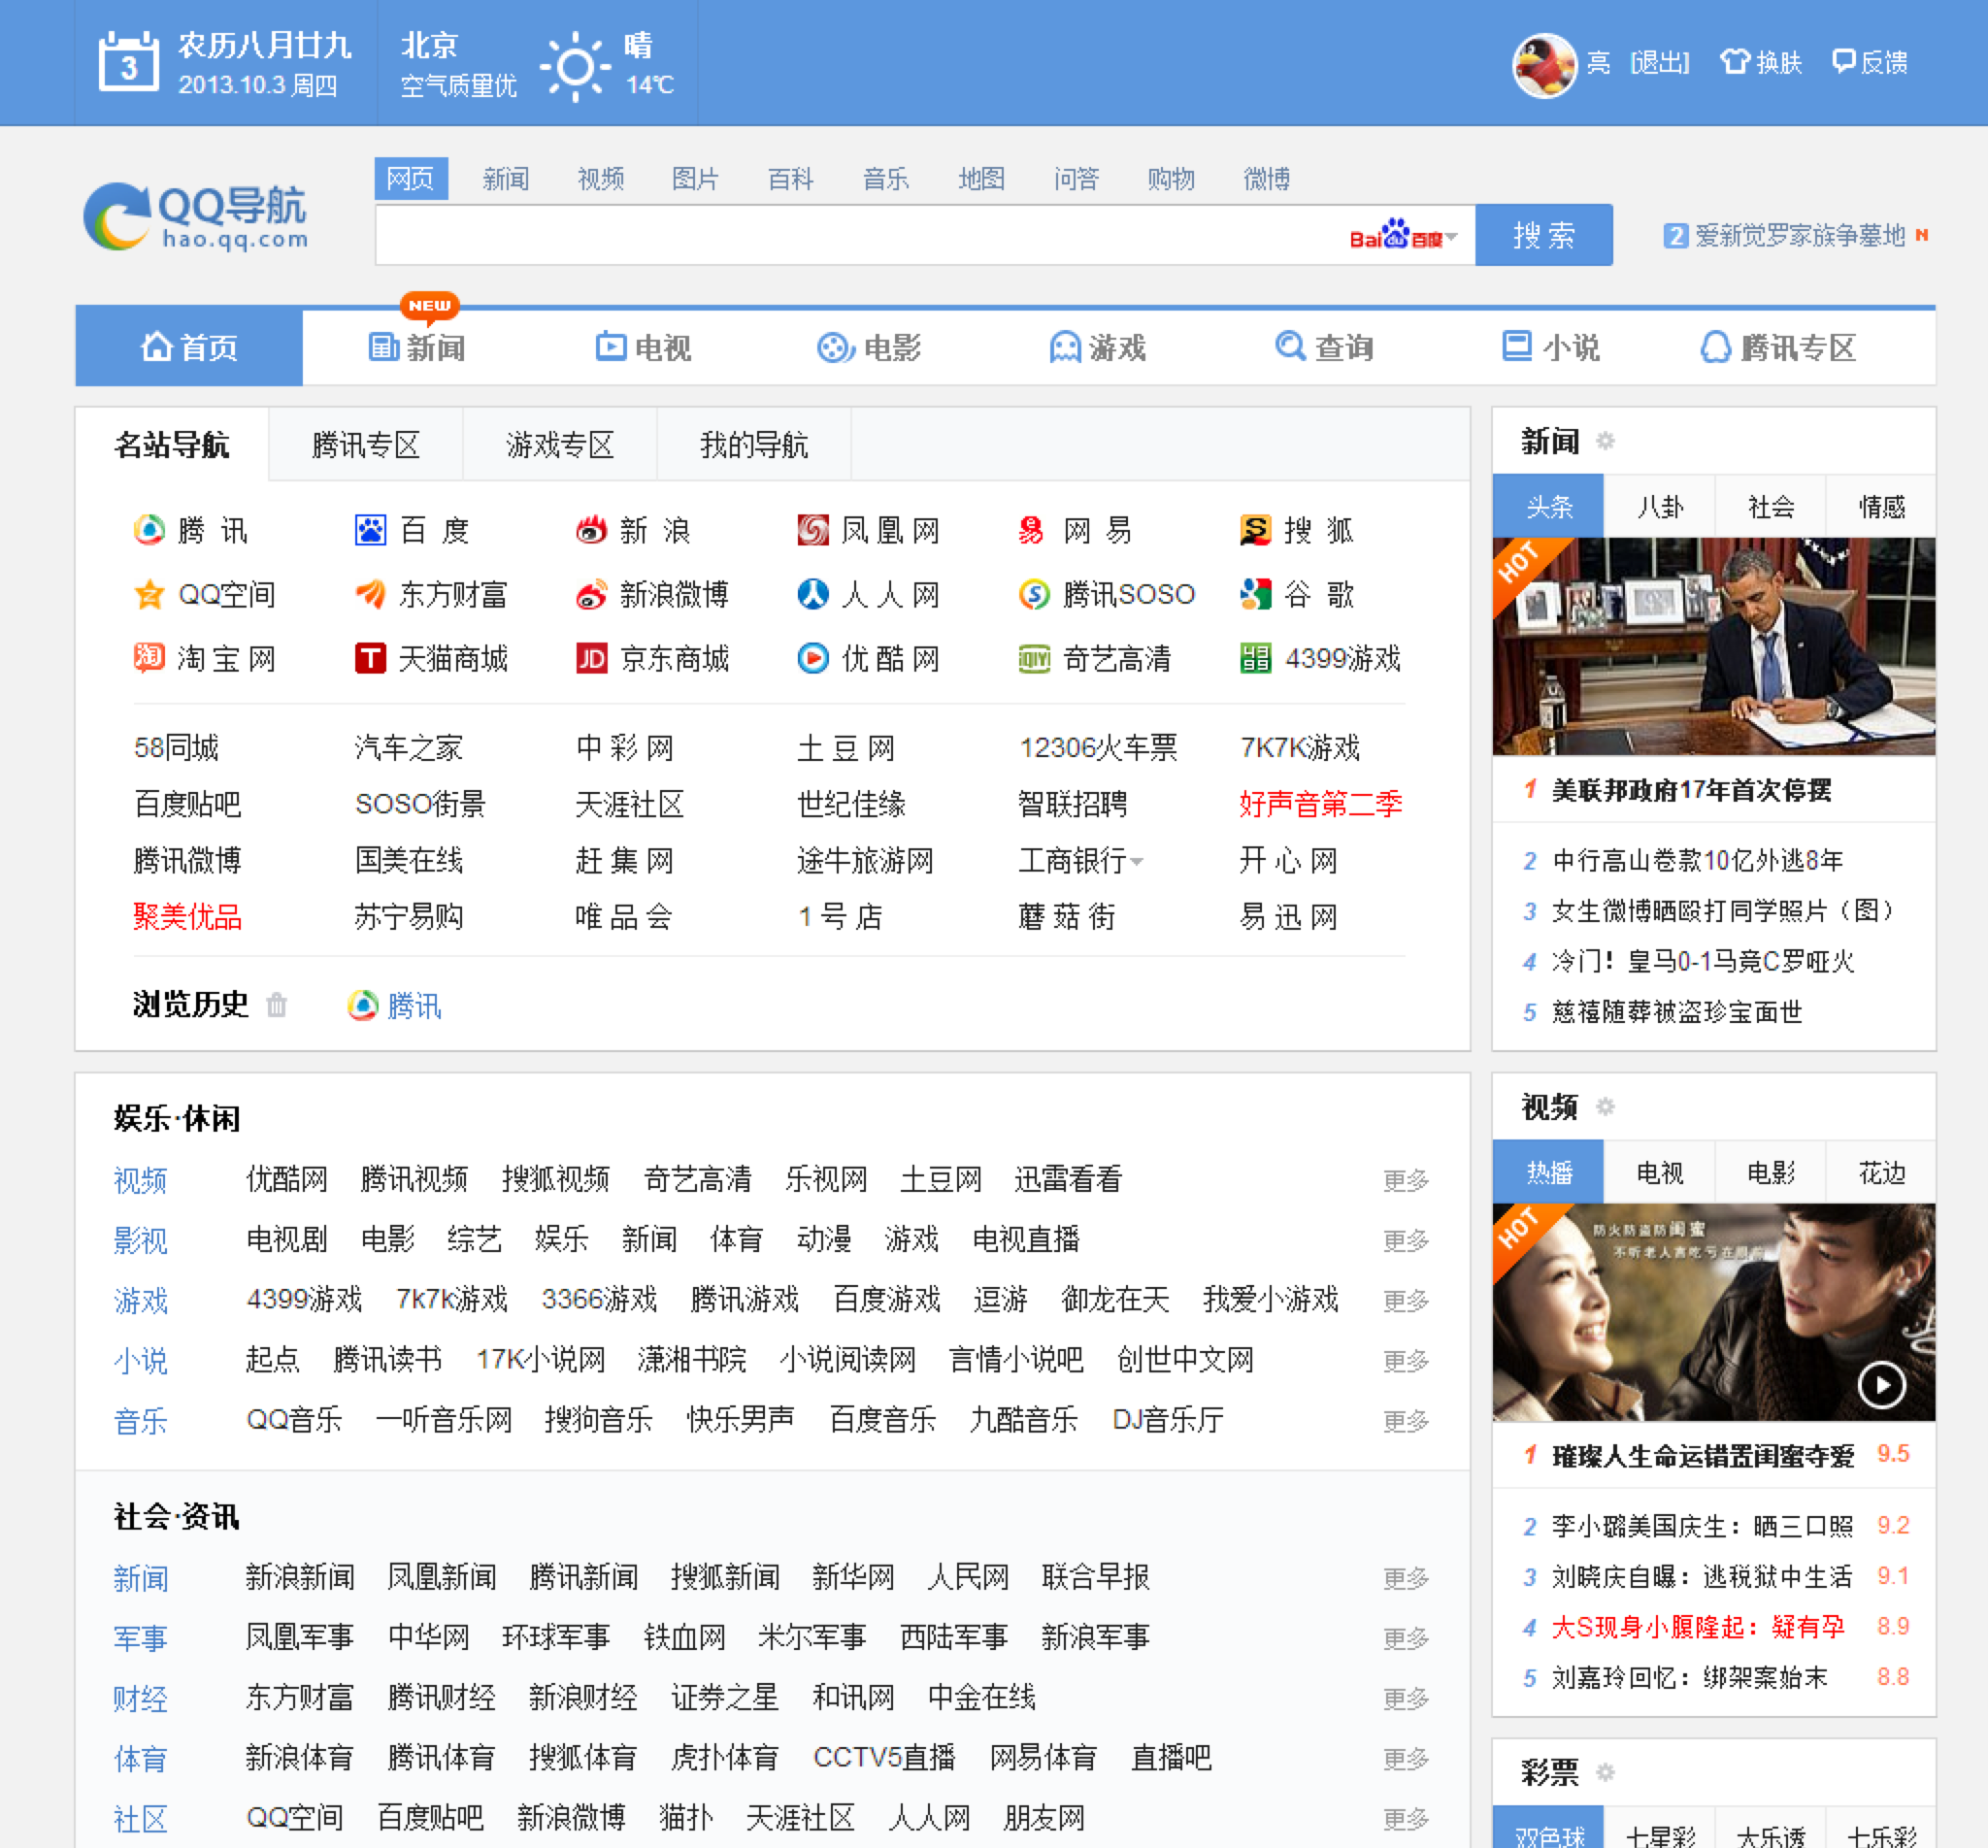 3 农历八月廿九 北京 晴
2013.10.3 周四 空气质量优 14℃
亮 [退出] 换肤 反馈
QQ导航
hao.qq.com
网页 新闻 视频 图片 百科 音乐 地图 问答 购物 微博
Bai du 百度 搜 索
2 爱新觉罗家族争墓地 N
NEW
首页 新闻 电视 电影 游戏 查询 小说 腾讯专区
名站导航 腾讯专区 游戏专区 我的导航
腾 讯 百 度 新 浪 凤 凰 网 网 易 搜 狐
QQ空间 东方财富 新浪微博 人 人 网 腾讯SOSO 谷 歌
淘 宝 网 天猫商城 京东商城 优 酷 网 奇艺高清 4399游戏
58同城 汽车之家 中 彩 网 土 豆 网 12306火车票 7K7K游戏
百度贴吧 SOSO街景 天涯社区 世纪佳缘 智联招聘 好声音第二季
腾讯微博 国美在线 赶 集 网 途牛旅游网 工商银行 开 心 网
聚美优品 苏宁易购 唯 品 会 1 号 店 蘑 菇 街 易 迅 网
浏览历史 腾讯
新闻
头条 八卦 社会 情感
HOT
1 美联邦政府17年首次停摆
2 中行高山卷款10亿外逃8年
3 女生微博晒殴打同学照片（图）
4 冷门！皇马0-1马竞C罗哑火
5 慈禧随葬被盗珍宝面世
娱乐·休闲
视频 优酷网 腾讯视频 搜狐视频 奇艺高清 乐视网 土豆网 迅雷看看 更多
影视 电视剧 电影 综艺 娱乐 新闻 体育 动漫 游戏 电视直播 更多
游戏 4399游戏 7k7k游戏 3366游戏 腾讯游戏 百度游戏 逗游 御龙在天 我爱小游戏 更多
小说 起点 腾讯读书 17K小说网 潇湘书院 小说阅读网 言情小说吧 创世中文网 更多
音乐 QQ音乐 一听音乐网 搜狗音乐 快乐男声 百度音乐 九酷音乐 DJ音乐厅 更多
社会·资讯
新闻 新浪新闻 凤凰新闻 腾讯新闻 搜狐新闻 新华网 人民网 联合早报 更多
军事 凤凰军事 中华网 环球军事 铁血网 米尔军事 西陆军事 新浪军事 更多
财经 东方财富 腾讯财经 新浪财经 证券之星 和讯网 中金在线 更多
体育 新浪体育 腾讯体育 搜狐体育 虎扑体育 CCTV5直播 网易体育 直播吧 更多
社区 QQ空间 百度贴吧 新浪微博 猫扑 天涯社区 人人网 朋友网 更多
视频
热播 电视 电影 花边
HOT
防火防盗防闺蜜
不听老人言吃亏在眼前
1 璀璨人生命运错置闺蜜夺爱 9.5
2 李小璐美国庆生：晒三口照 9.2
3 刘晓庆自曝：逃税狱中生活 9.1
4 大S现身小腹隆起：疑有孕 8.9
5 刘嘉玲回忆：绑架案始末 8.8
彩票
双色球 七星彩 大乐透 七乐彩